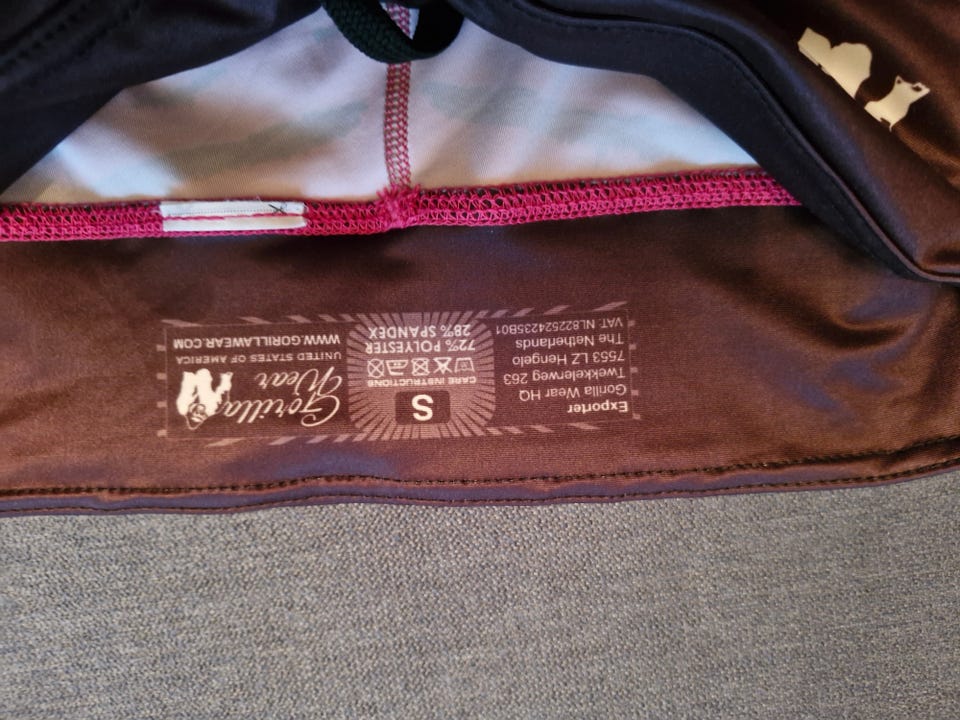 Exporter
Gorilla Wear HQ
Twekkelerweg 263
7553 LZ Hengelo
The Netherlands
VAT NL822524235B01
S
CARE INSTRUCTIONS
72% POLYESTER
28% SPANDEX
Gorilla
Wear
UNITED STATES OF AMERICA
WWW.GORILLAWEAR.COM